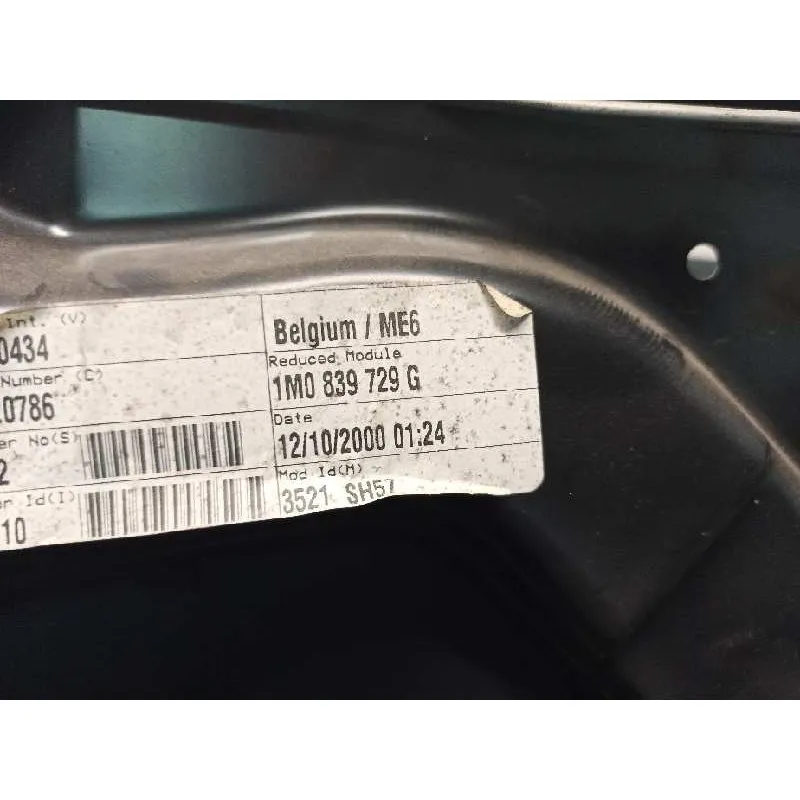 Int. (V)
0434
Number (C)
0786
er No(S)
2
r Id(I)
10
Belgium / ME6
Reduced Module
1M0 839 729 G
Date
12/10/2000 01:24
Mod Id(M)
3521 SH57